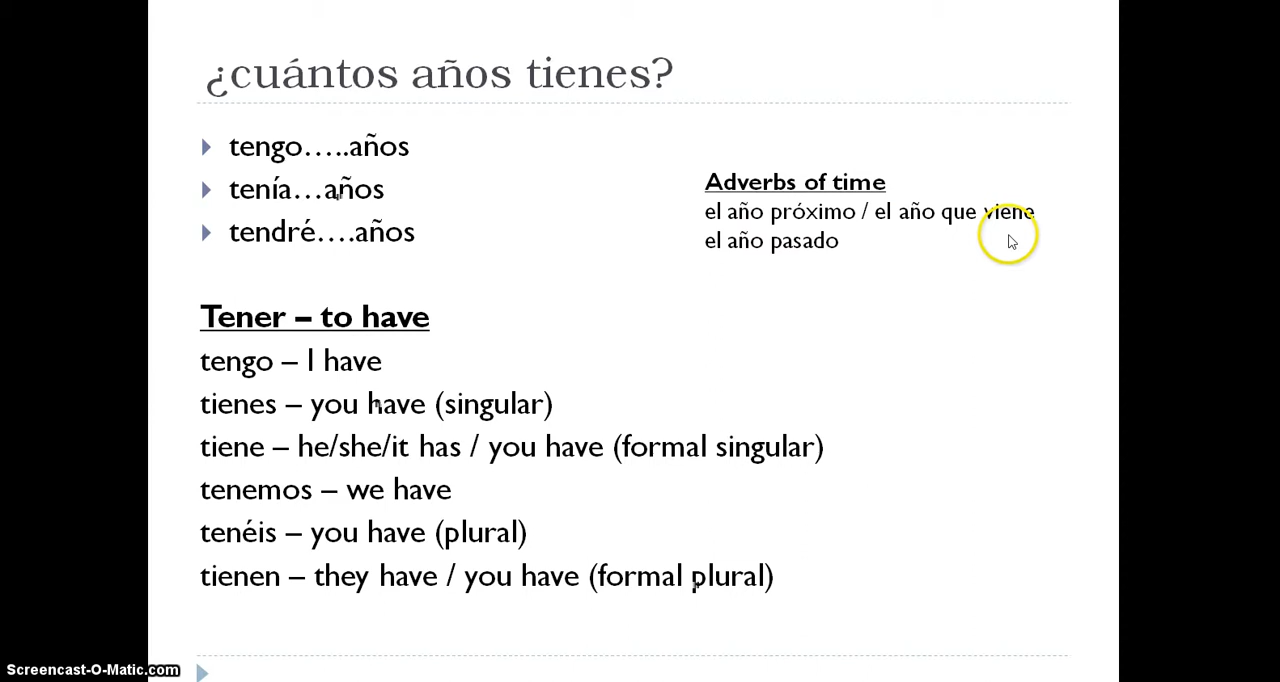 ¿cuántos años tienes?
tengo…..años
tenía…años
tendré….años
Adverbs of time
el año próximo / el año que viene
el año pasado
Tener – to have
tengo – I have
tienes – you have (singular)
tiene – he/she/it has / you have (formal singular)
tenemos – we have
tenéis – you have (plural)
tienen – they have / you have (formal plural)
Screencast-O-Matic.com